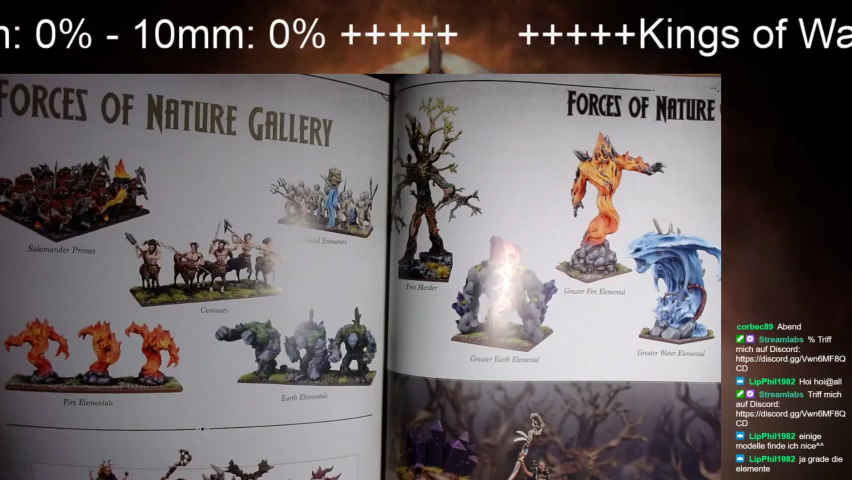 m: 0% - 10mm: 0% +++++ +++++Kings of Wa
FORCES OF NATURE GALLERY
FORCES OF NATURE
Salamander Primes
Naiad Ensnarers
Centaurs
Fire Elementals
Earth Elementals
Tree Herder
Greater Fire Elemental
Greater Earth Elemental
Greater Water Elemental
corbec89 Abend
Streamlabs % Triff
mich auf Discord:
https://discord.gg/Vwn6MF8Q
CD
LipPhil1982 Hoi hoi@all
Streamlabs Triff mich
auf Discord:
https://discord.gg/Vwn6MF8Q
CD
LipPhil1982 einige
modelle finde ich nice^^
LipPhil1982 ja grade die
elemente